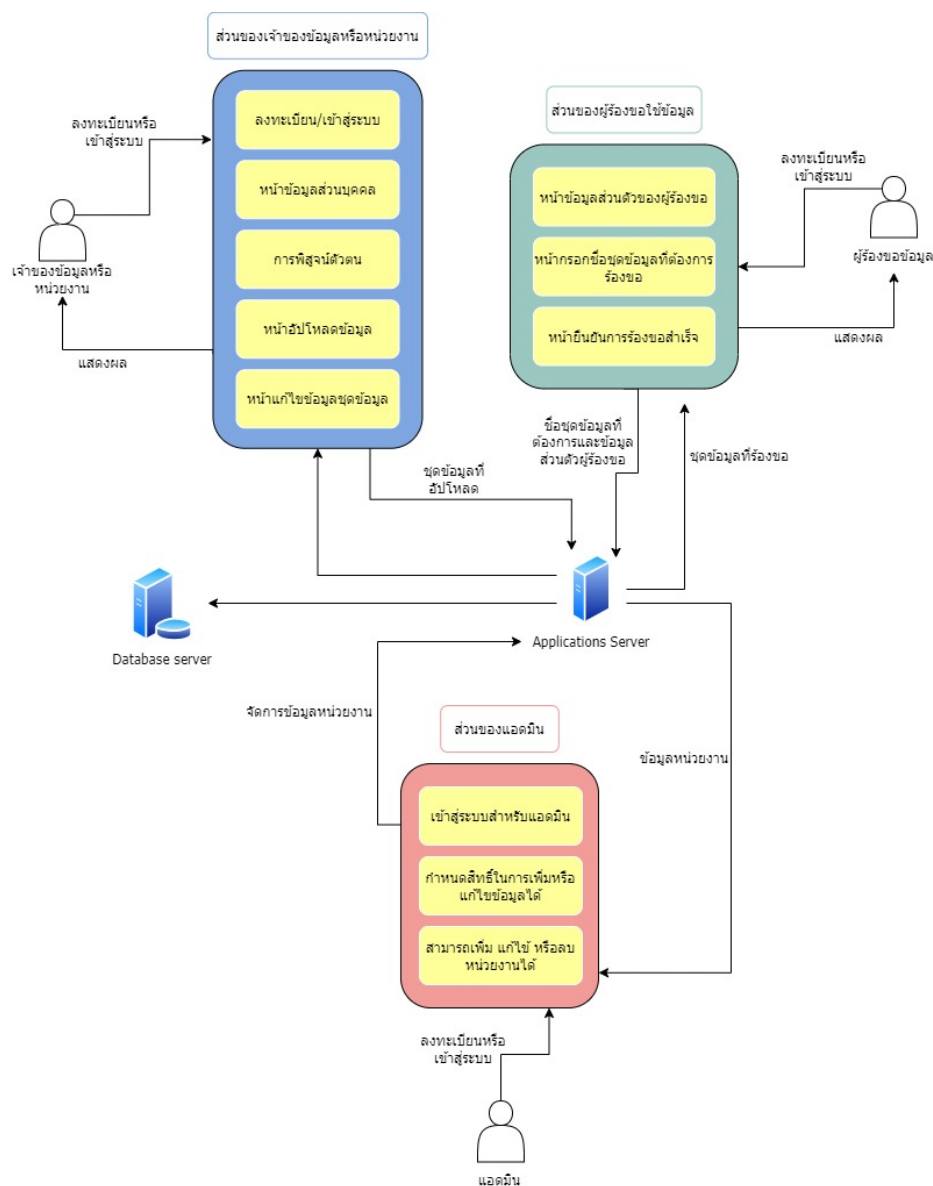 ส่วนของเจ้าของข้อมูลหรือหน่วยงาน
ลงทะเบียน/เข้าสู่ระบบ
หน้าข้อมูลส่วนบุคคล
การพิสูจน์ตัวตน
หน้าอัปโหลดข้อมูล
หน้าแก้ไขข้อมูลชุดข้อมูล
ลงทะเบียนหรือ
เข้าสู่ระบบ
เจ้าของข้อมูลหรือ
หน่วยงาน
แสดงผล
ส่วนของผู้ร้องขอใช้ข้อมูล
หน้าข้อมูลส่วนตัวของผู้ร้องขอ
หน้ากรอกชื่อชุดข้อมูลที่ต้องการ
ร้องขอ
หน้ายืนยันการร้องขอสำเร็จ
ลงทะเบียนหรือ
เข้าสู่ระบบ
ผู้ร้องขอข้อมูล
แสดงผล
ชุดข้อมูลที่
อัปโหลด
ชื่อชุดข้อมูลที่
ต้องการและข้อมูล
ส่วนตัวผู้ร้องขอ
ชุดข้อมูลที่ร้องขอ
Database server
Applications Server
จัดการข้อมูลหน่วยงาน
ข้อมูลหน่วยงาน
ส่วนของแอดมิน
เข้าสู่ระบบสำหรับแอดมิน
กำหนดสิทธิ์ในการเพิ่มหรือ
แก้ไขข้อมูลได้
สามารถเพิ่ม แก้ไข้ หรือลบ
หน่วยงานได้
ลงทะเบียนหรือ
เข้าสู่ระบบ
แอดมิน